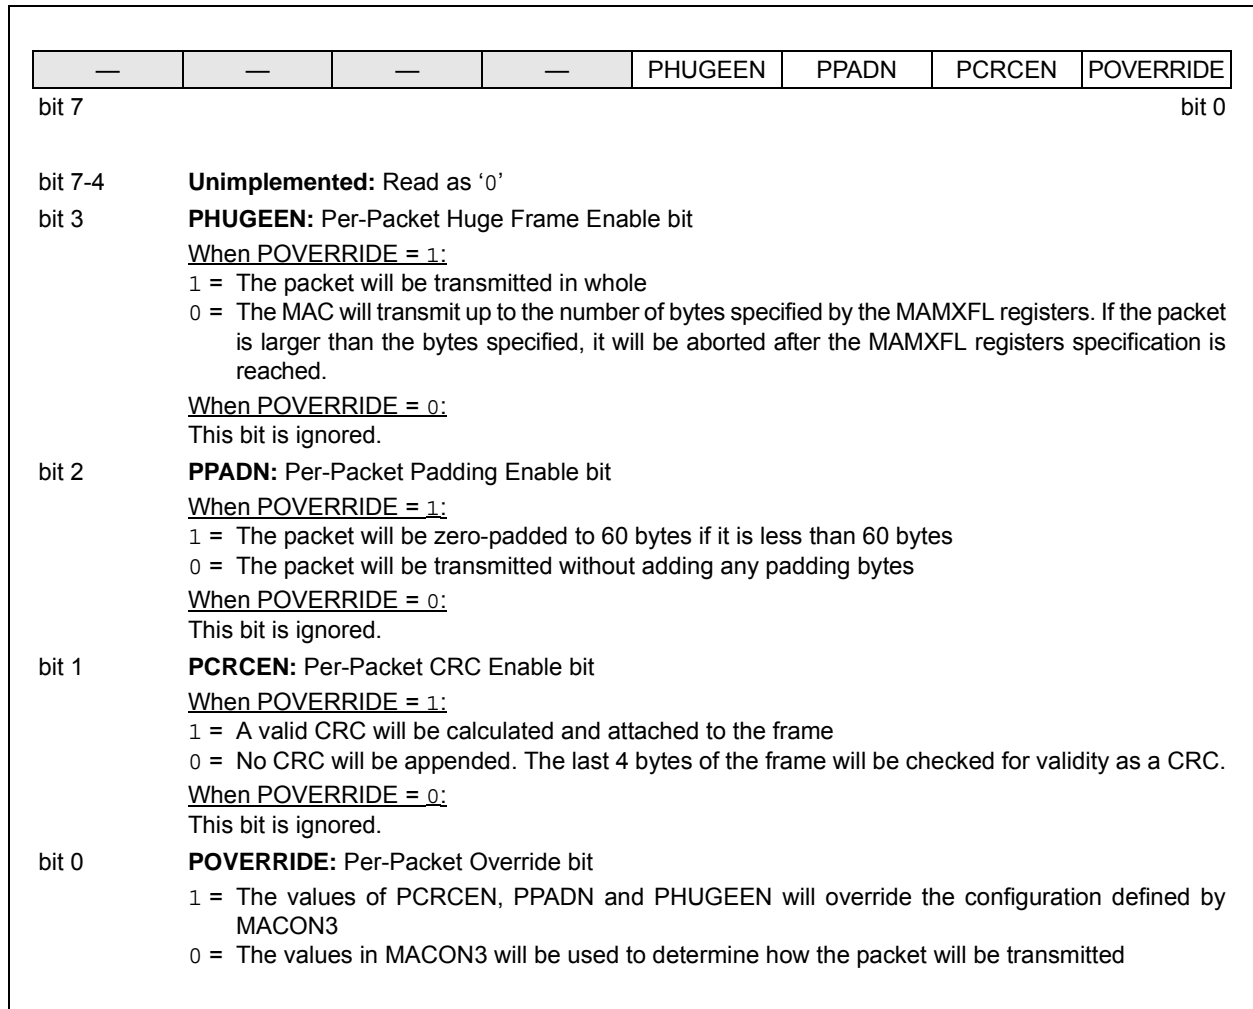 — — — — PHUGEEN PPADN PCRCEN POVERRIDE
bit 7 bit 0
bit 7-4 Unimplemented: Read as ‘0’
bit 3 PHUGEEN: Per-Packet Huge Frame Enable bit
When POVERRIDE = 1:
1 = The packet will be transmitted in whole
0 = The MAC will transmit up to the number of bytes specified by the MAMXFL registers. If the packet
is larger than the bytes specified, it will be aborted after the MAMXFL registers specification is
reached.
When POVERRIDE = 0:
This bit is ignored.
bit 2 PPADN: Per-Packet Padding Enable bit
When POVERRIDE = 1:
1 = The packet will be zero-padded to 60 bytes if it is less than 60 bytes
0 = The packet will be transmitted without adding any padding bytes
When POVERRIDE = 0:
This bit is ignored.
bit 1 PCRCEN: Per-Packet CRC Enable bit
When POVERRIDE = 1:
1 = A valid CRC will be calculated and attached to the frame
0 = No CRC will be appended. The last 4 bytes of the frame will be checked for validity as a CRC.
When POVERRIDE = 0:
This bit is ignored.
bit 0 POVERRIDE: Per-Packet Override bit
1 = The values of PCRCEN, PPADN and PHUGEEN will override the configuration defined by
MACON3
0 = The values in MACON3 will be used to determine how the packet will be transmitted